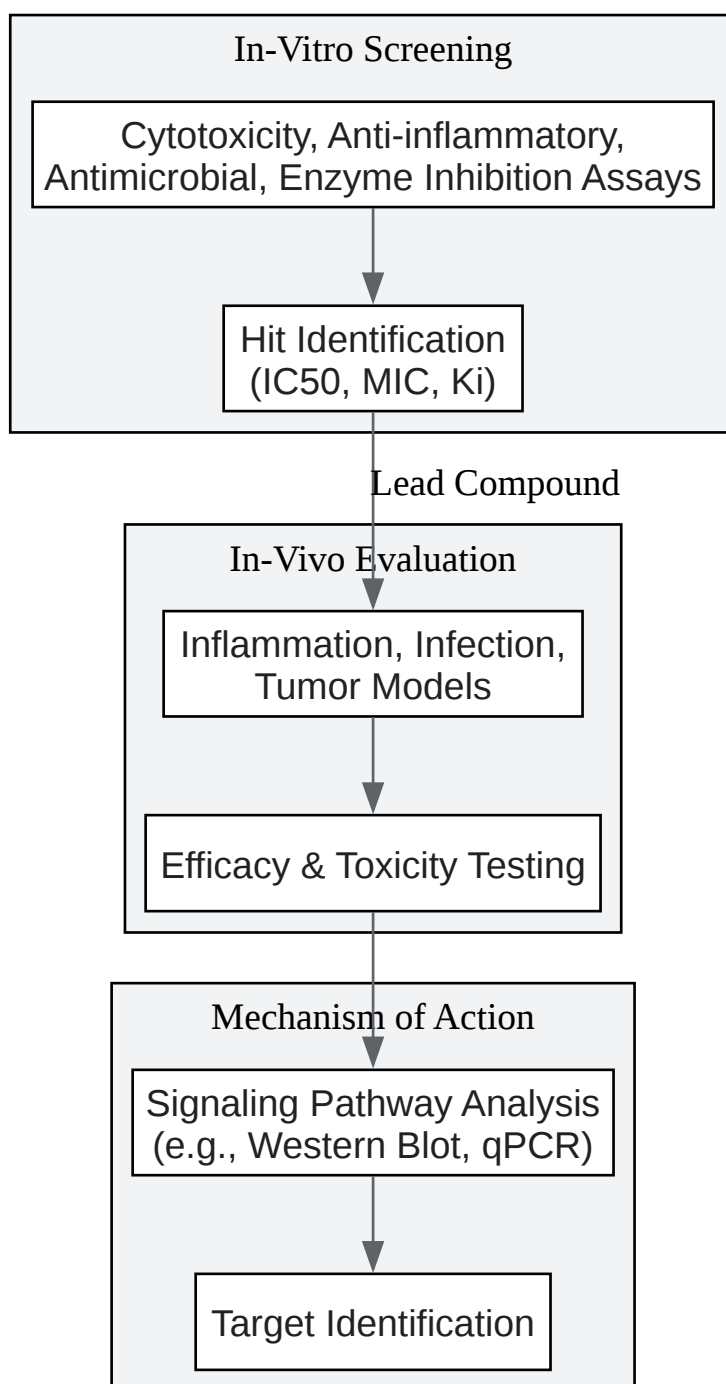 In-Vitro Screening
Cytotoxicity, Anti-inflammatory,
Antimicrobial, Enzyme Inhibition Assays
Hit Identification
(IC50, MIC, Ki)
Lead Compound
In-Vivo Evaluation
Inflammation, Infection,
Tumor Models
Efficacy & Toxicity Testing
Mechanism of Action
Signaling Pathway Analysis
(e.g., Western Blot, qPCR)
Target Identification